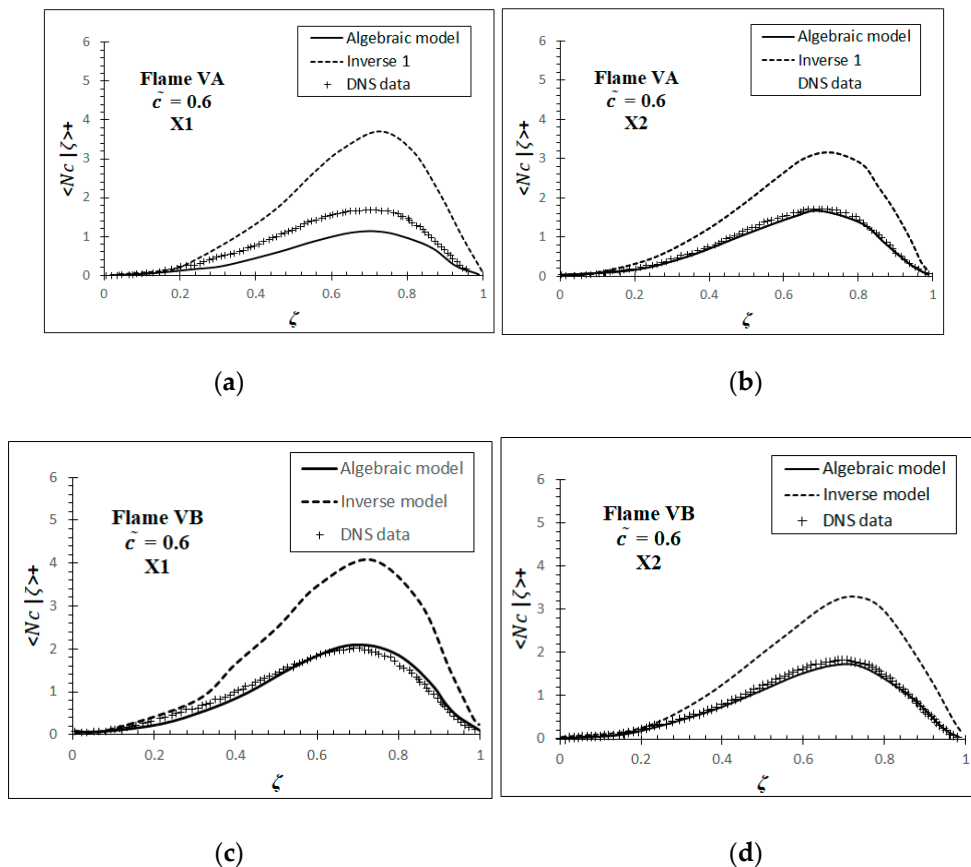 Algebraic model
Inverse 1
DNS data
Flame VA
c̃ = 0.6
X1
<Nc |ζ>+
6
5
4
3
2
1
0
0 0.2 0.4 0.6 0.8 1
ζ
(a)
Algebraic model
Inverse 1
DNS data
Flame VA
c̃ = 0.6
X2
<Nc |ζ>+
6
5
4
3
2
1
0
0 0.2 0.4 0.6 0.8 1
ζ
(b)
Algebraic model
Inverse model
DNS data
Flame VB
c̃ = 0.6
X1
<Nc |ζ>+
6
5
4
3
2
1
0
0 0.2 0.4 0.6 0.8 1
ζ
(c)
Algebraic model
Inverse model
DNS data
Flame VB
c̃ = 0.6
X2
<Nc |ζ>+
6
5
4
3
2
1
0
0 0.2 0.4 0.6 0.8 1
ζ
(d)